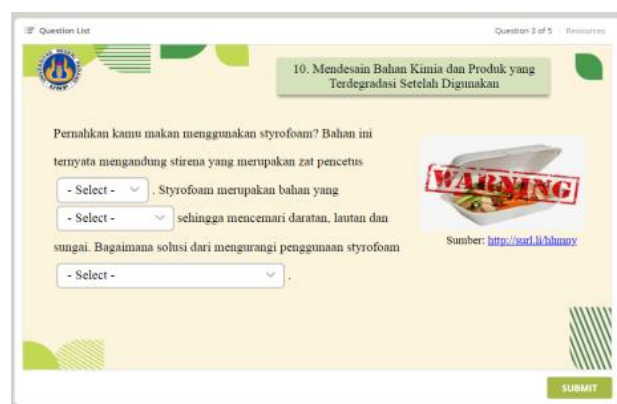 Question List
Question 3 of 5
Resources
UNP
10. Mendesain Bahan Kimia dan Produk yang
Terdegradasi Setelah Digunakan
Pernahkan kamu makan menggunakan styrofoam? Bahan ini
ternyata mengandung stirena yang merupakan zat pencetus
- Select - . Styrofoam merupakan bahan yang
- Select - sehingga mencemari daratan, lautan dan
sungai. Bagaimana solusi dari mengurangi penggunaan styrofoam
- Select - .
WARNING
Sumber: http://surl.li/hlunny
SUBMIT